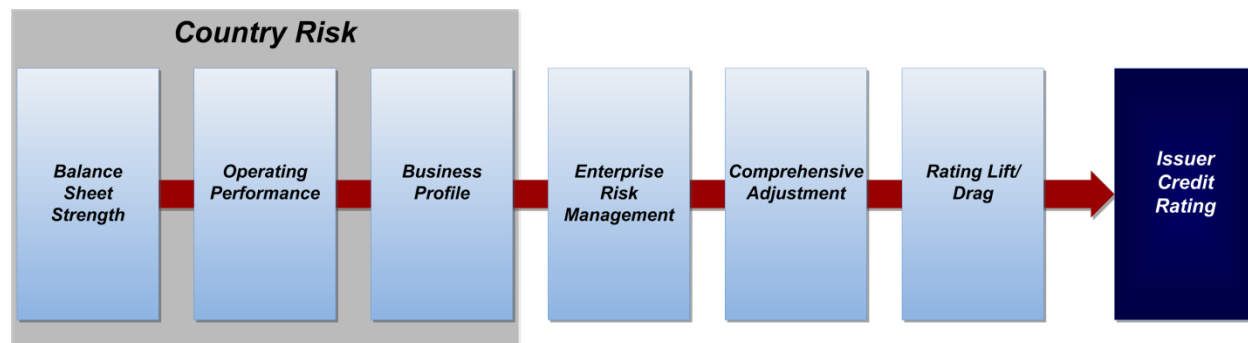 Country Risk
Balance
Sheet
Strength
Operating
Performance
Business
Profile
Enterprise
Risk
Management
Comprehensive
Adjustment
Rating Lift/
Drag
Issuer
Credit
Rating